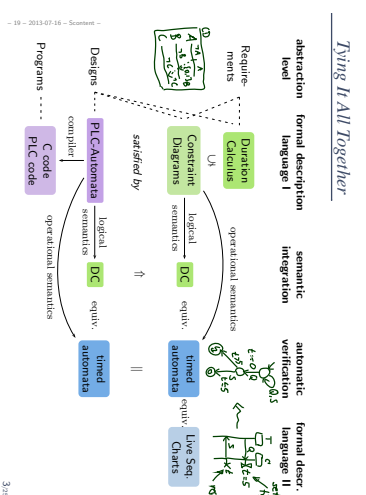 Tying It All Together
abstraction
level
formal description
language I
semantic
integration
automatic
verification
formal descr.
language II
Require-
ments
Duration
Calculus
⊆
Constraint
Diagrams
logical
semantics
DC
equiv.
operational semantics
timed
automata
equiv.
Live Seq.
Charts
satisfied by
⇑
=
Designs
PLC-Automata
logical
semantics
DC
equiv.
timed
automata
operational semantics
compiler
Programs
C code
PLC code
– 19 – 2013-07-16 – Scontent –
3/25